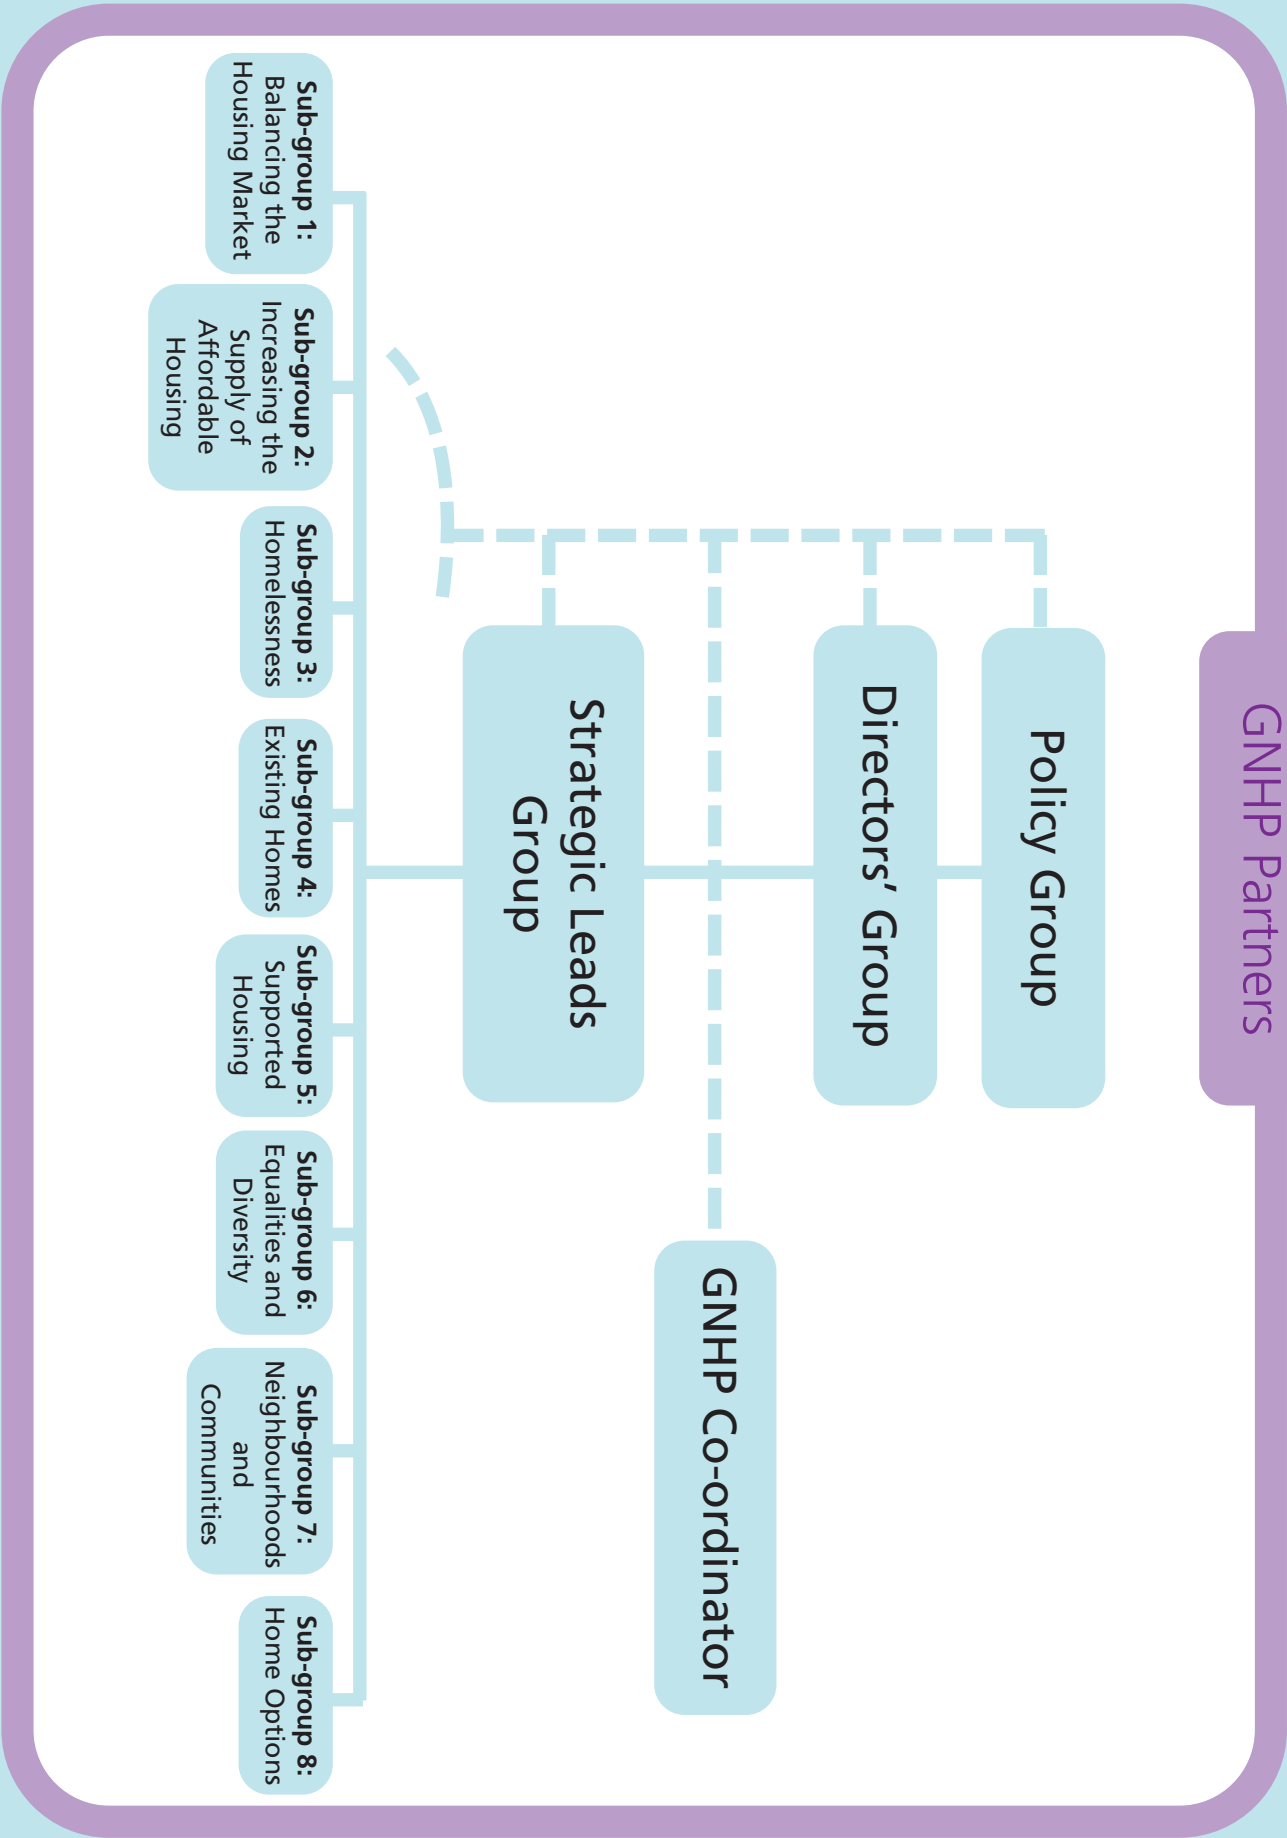 GNHP Partners
Policy Group
Directors’ Group
GNHP Co-ordinator
Strategic Leads
Group
Sub-group 1:
Balancing the
Housing Market
Sub-group 2:
Increasing the
Supply of
Affordable
Housing
Sub-group 3:
Homelessness
Sub-group 4:
Existing Homes
Sub-group 5:
Supported
Housing
Sub-group 6:
Equalities and
Diversity
Sub-group 7:
Neighbourhoods
and
Communities
Sub-group 8:
Home Options